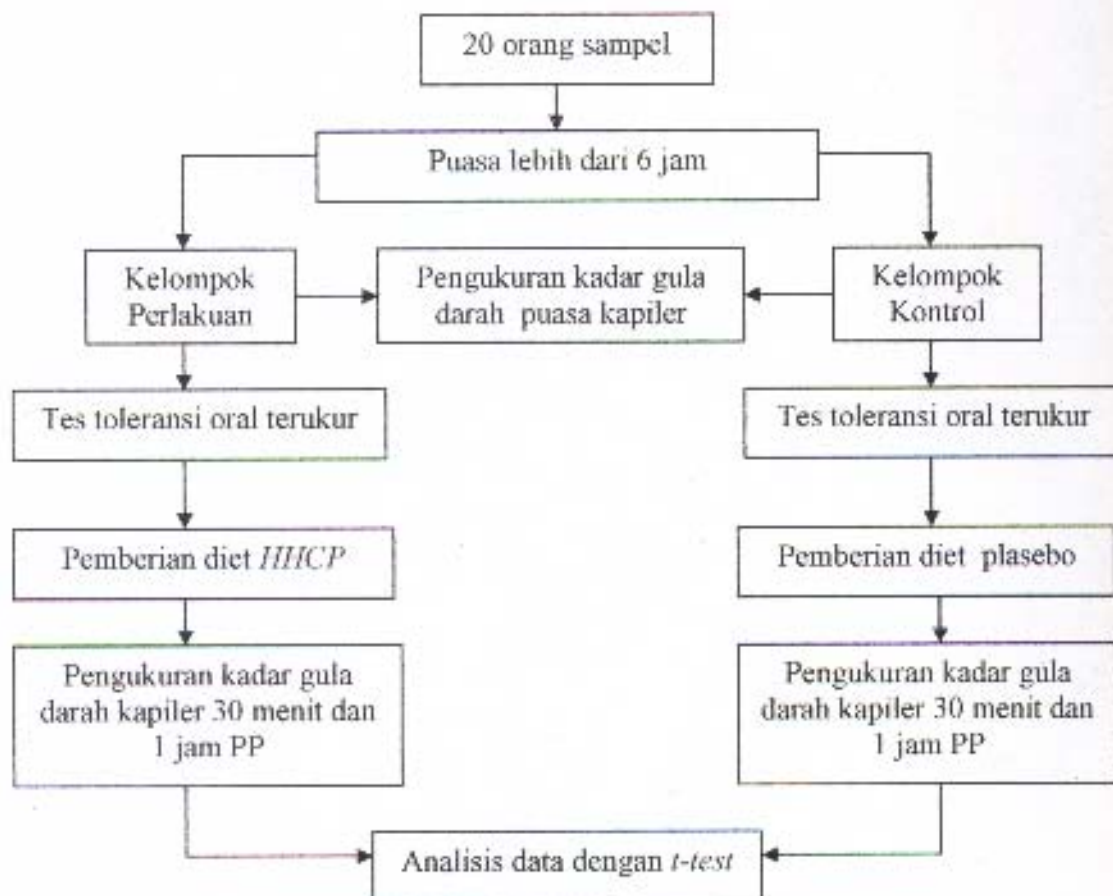 20 orang sampel
Puasa lebih dari 6 jam
Kelompok
Perlakuan
Pengukuran kadar gula
darah puasa kapiler
Kelompok
Kontrol
Tes toleransi oral terukur
Tes toleransi oral terukur
Pemberian diet HHCP
Pemberian diet plasebo
Pengukuran kadar gula
darah kapiler 30 menit dan
1 jam PP
Pengukuran kadar gula
darah kapiler 30 menit dan
1 jam PP
Analisis data dengan t-test